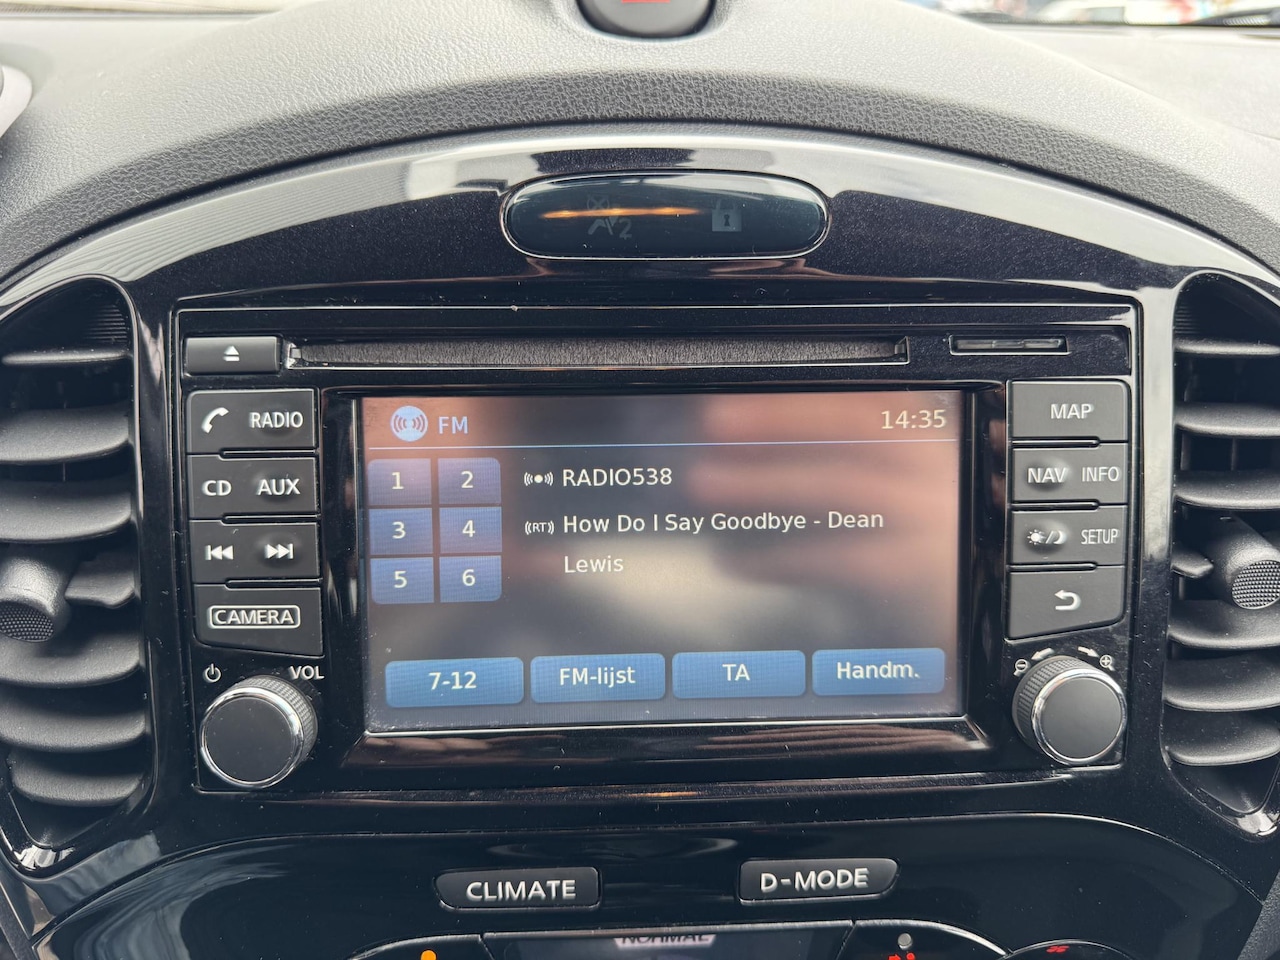 RADIO
CD AUX
CAMERA
VOL
FM 14:35
1 2
3 4
5 6
RADIO538
(RT) How Do I Say Goodbye - Dean
Lewis
7-12 FM-lijst TA Handm.
MAP
NAV INFO
SETUP
CLIMATE D-MODE
NORMAL